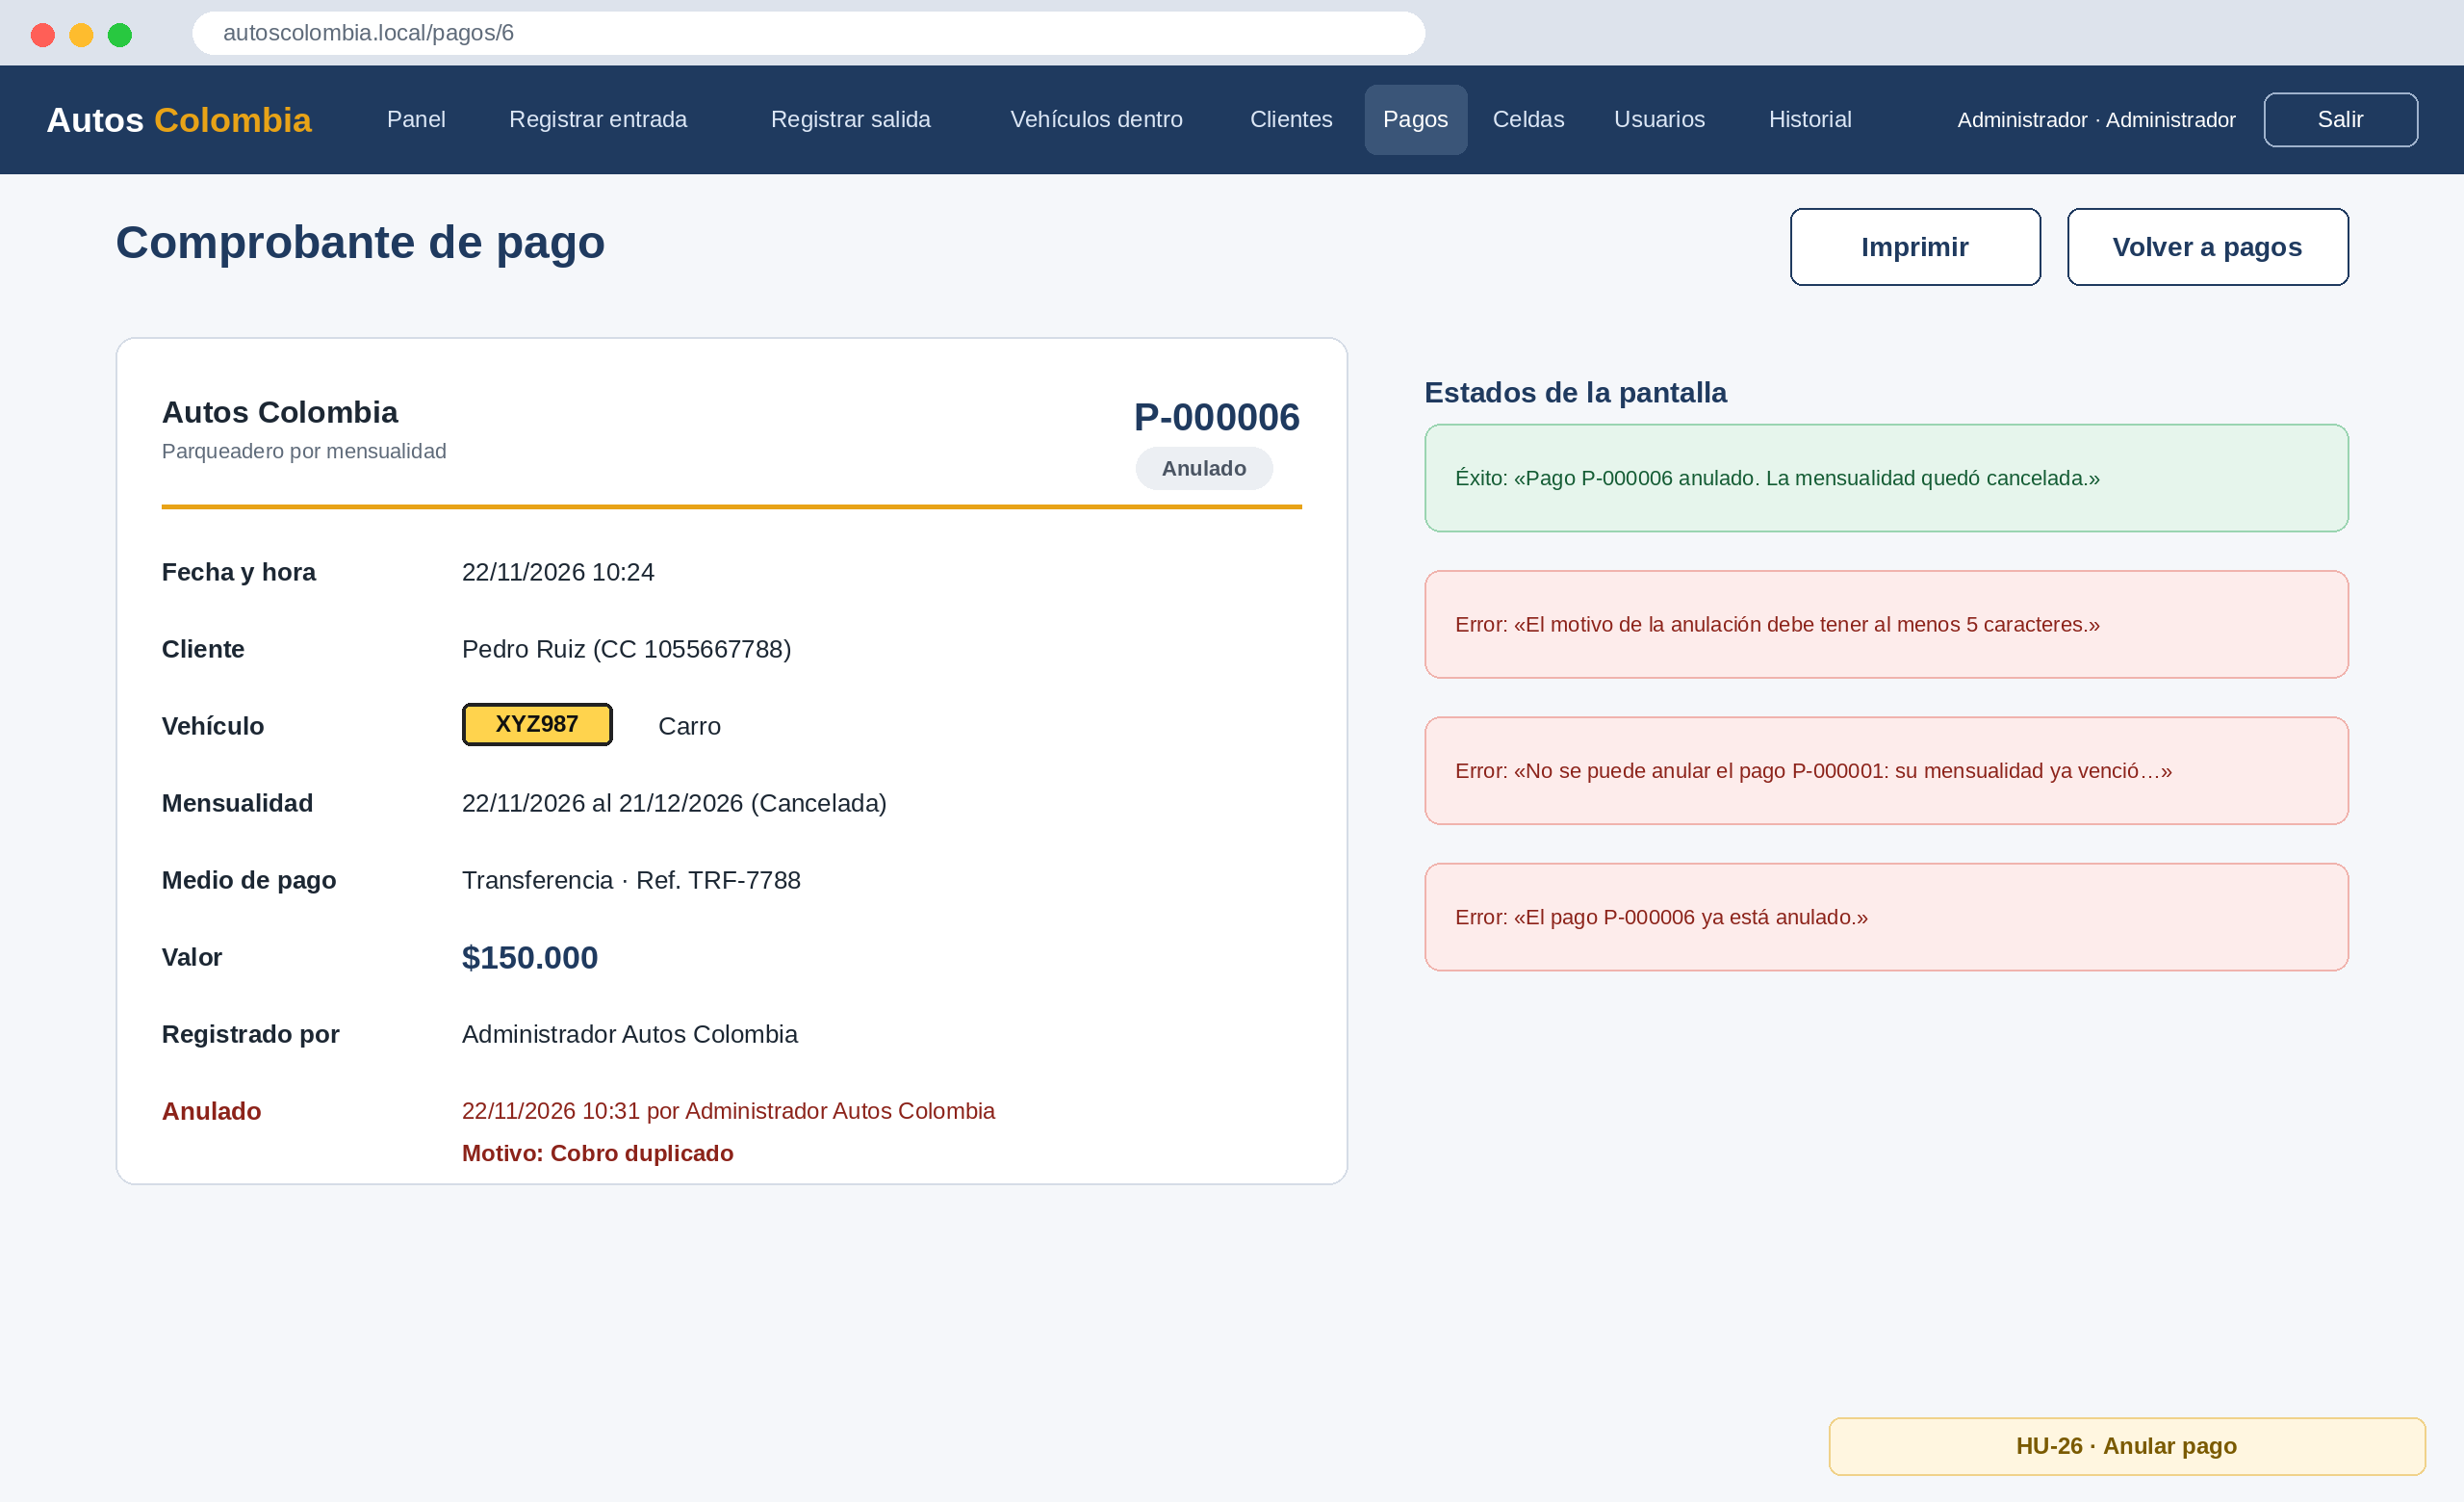 autoscolombia.local/pagos/6
Autos Colombia
Panel
Registrar entrada
Registrar salida
Vehículos dentro
Clientes
Pagos
Celdas
Usuarios
Historial
Administrador · Administrador
Salir
Comprobante de pago
Imprimir
Volver a pagos
Autos Colombia
Parqueadero por mensualidad
P-000006
Anulado
Fecha y hora 22/11/2026 10:24
Cliente Pedro Ruiz (CC 1055667788)
Vehículo XYZ987 Carro
Mensualidad 22/11/2026 al 21/12/2026 (Cancelada)
Medio de pago Transferencia · Ref. TRF-7788
Valor $150.000
Registrado por Administrador Autos Colombia
Anulado 22/11/2026 10:31 por Administrador Autos Colombia
Motivo: Cobro duplicado
Estados de la pantalla
Éxito: «Pago P-000006 anulado. La mensualidad quedó cancelada.»
Error: «El motivo de la anulación debe tener al menos 5 caracteres.»
Error: «No se puede anular el pago P-000001: su mensualidad ya venció…»
Error: «El pago P-000006 ya está anulado.»
HU-26 · Anular pago